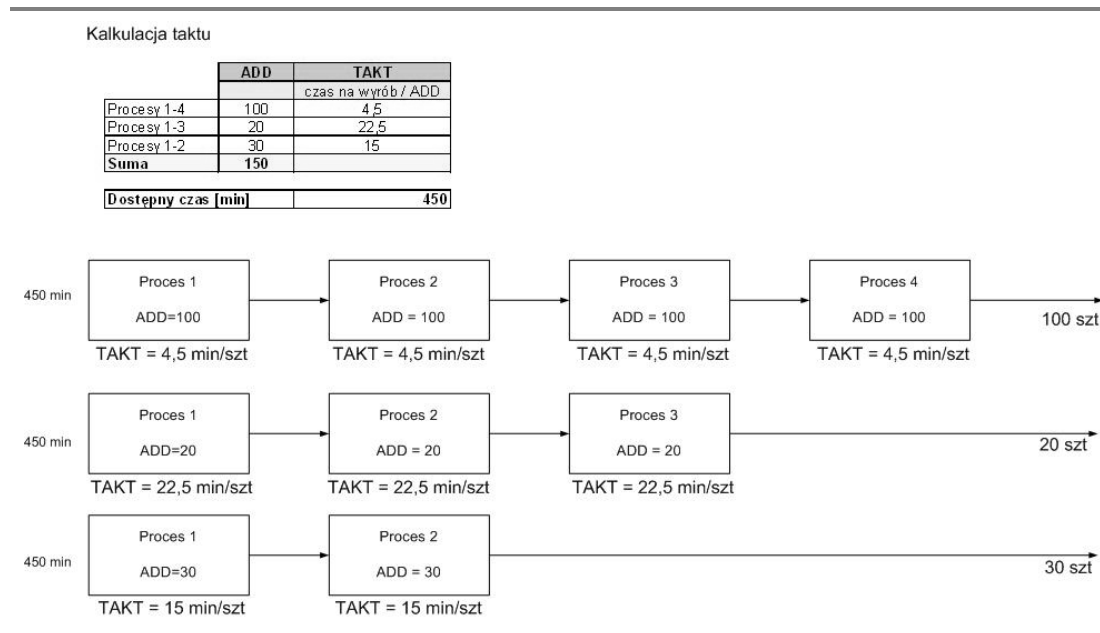 Kalkulacja taktu
ADD TAKT
czas na wyrób / ADD
Procesy 1-4 100 4,5
Procesy 1-3 20 22,5
Procesy 1-2 30 15
Suma 150
Dostępny czas [min] 450
450 min
Proces 1
ADD=100
TAKT = 4,5 min/szt
Proces 2
ADD = 100
TAKT = 4,5 min/szt
Proces 3
ADD = 100
TAKT = 4,5 min/szt
Proces 4
ADD = 100
TAKT = 4,5 min/szt
100 szt
450 min
Proces 1
ADD=20
TAKT = 22,5 min/szt
Proces 2
ADD = 20
TAKT = 22,5 min/szt
Proces 3
ADD = 20
TAKT = 22,5 min/szt
20 szt
450 min
Proces 1
ADD=30
TAKT = 15 min/szt
Proces 2
ADD = 30
TAKT = 15 min/szt
30 szt